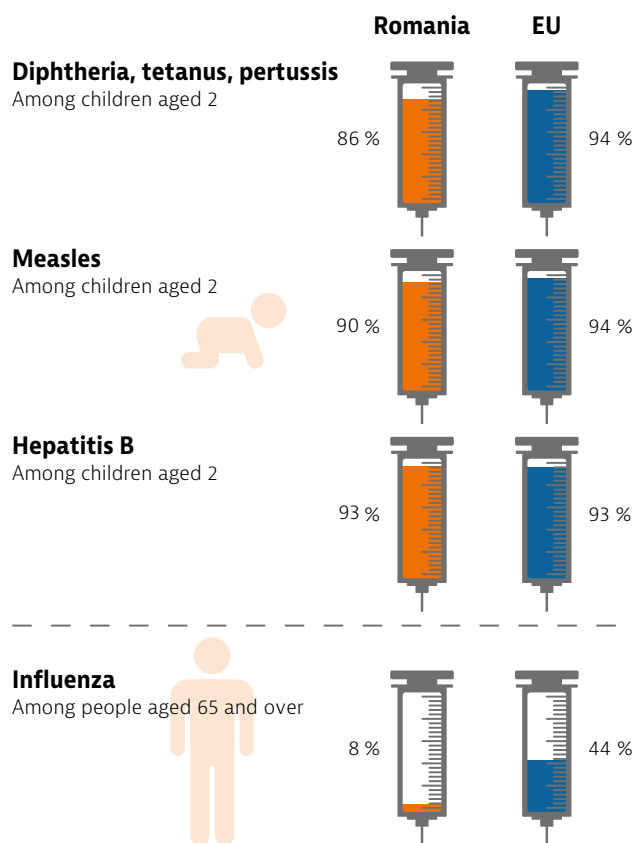 Romania EU
Diphtheria, tetanus, pertussis
Among children aged 2
86 % 94 %
Measles
Among children aged 2
90 % 94 %
Hepatitis B
Among children aged 2
93 % 93 %
Influenza
Among people aged 65 and over
8 % 44 %